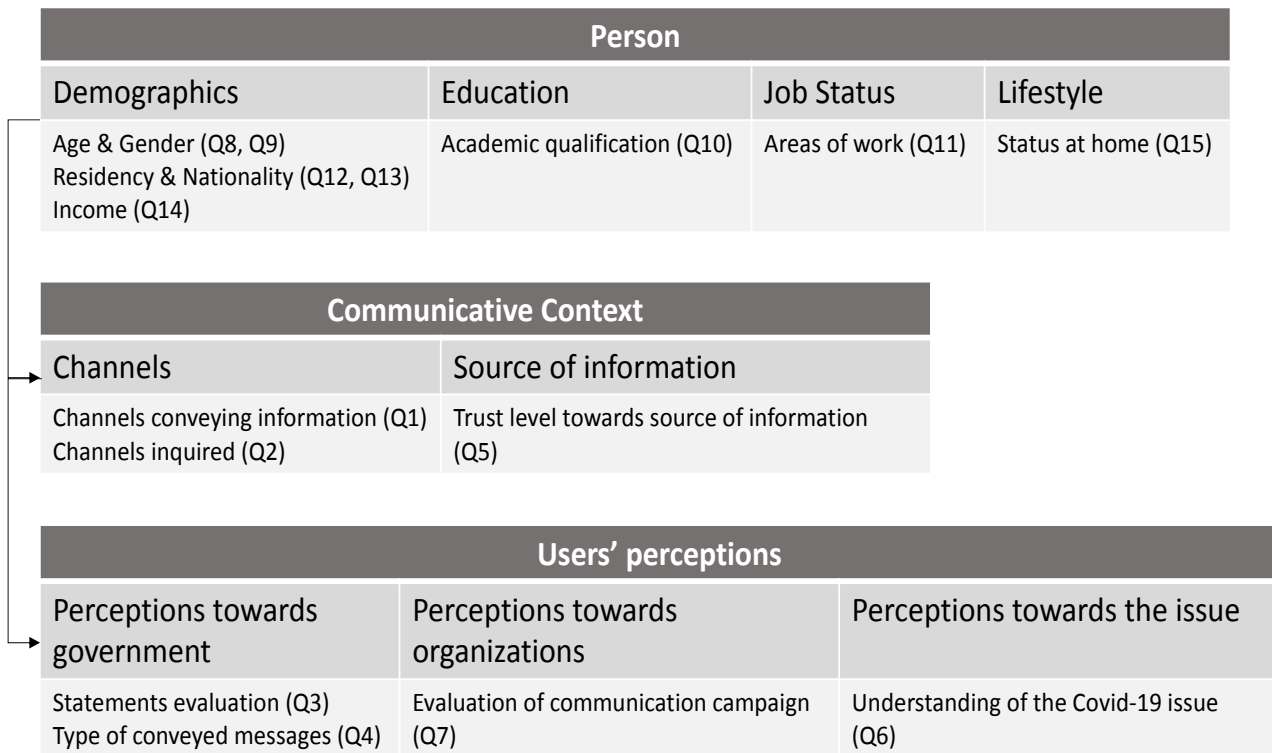 Person
Demographics
Education
Job Status
Lifestyle
Age & Gender (Q8, Q9)
Residency & Nationality (Q12, Q13)
Income (Q14)
Academic qualification (Q10)
Areas of work (Q11)
Status at home (Q15)
Communicative Context
Channels
Source of information
Channels conveying information (Q1)
Channels inquired (Q2)
Trust level towards source of information
(Q5)
Users’ perceptions
Perceptions towards
government
Perceptions towards
organizations
Perceptions towards the issue
Statements evaluation (Q3)
Type of conveyed messages (Q4)
Evaluation of communication campaign
(Q7)
Understanding of the Covid-19 issue
(Q6)